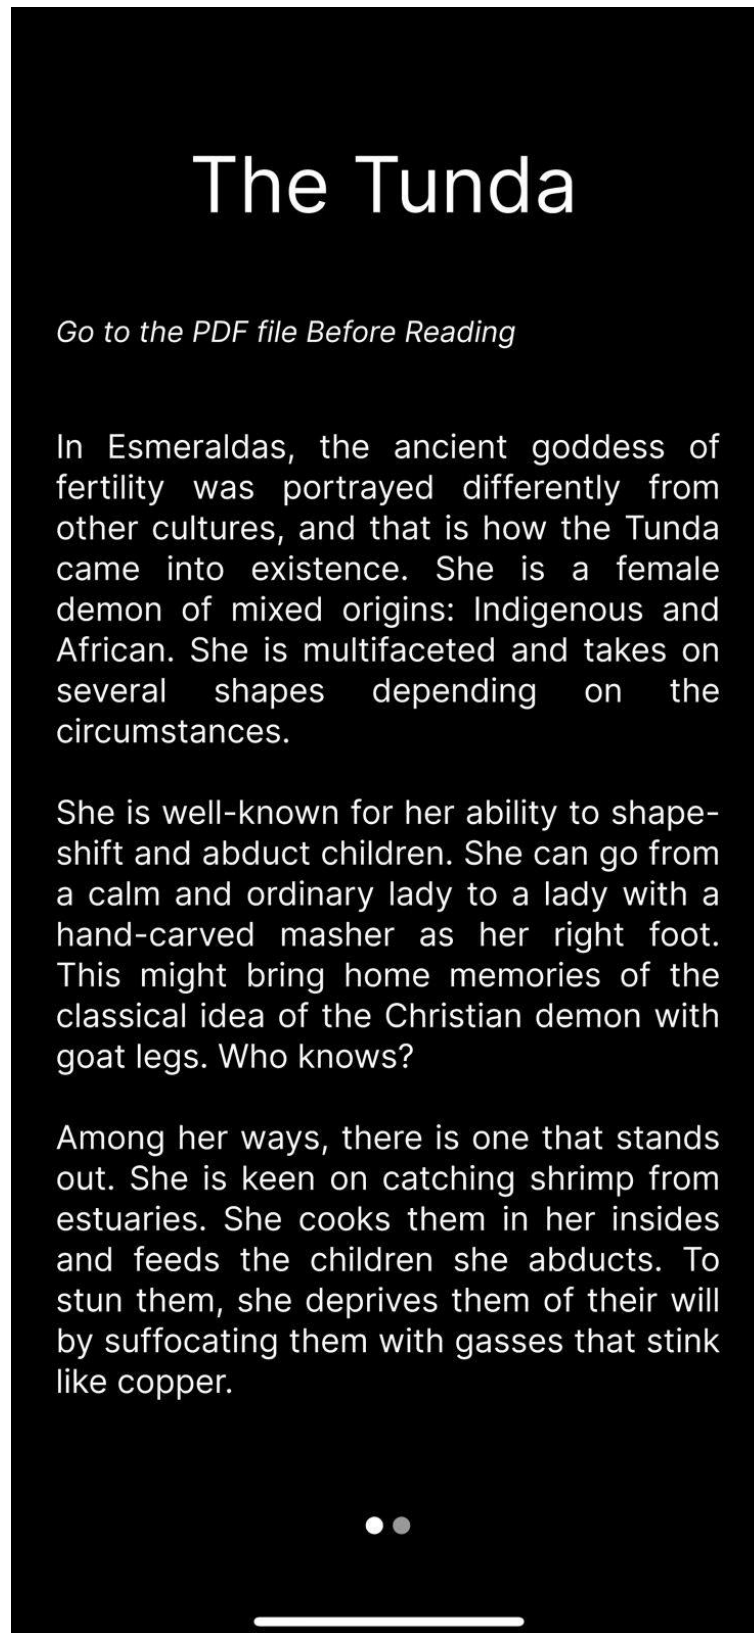 The Tunda
Go to the PDF file Before Reading
In Esmeraldas, the ancient goddess of
fertility was portrayed differently from
other cultures, and that is how the Tunda
came into existence. She is a female
demon of mixed origins: Indigenous and
African. She is multifaceted and takes on
several shapes depending on the
circumstances.
She is well-known for her ability to shape-
shift and abduct children. She can go from
a calm and ordinary lady to a lady with a
hand-carved masher as her right foot.
This might bring home memories of the
classical idea of the Christian demon with
goat legs. Who knows?
Among her ways, there is one that stands
out. She is keen on catching shrimp from
estuaries. She cooks them in her insides
and feeds the children she abducts. To
stun them, she deprives them of their will
by suffocating them with gasses that stink
like copper.